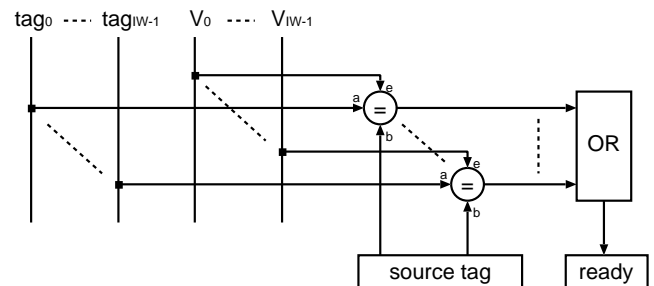 tag0 tagIW-1 V0 VIW-1
e
a =
b
OR
e
a =
b
source tag ready